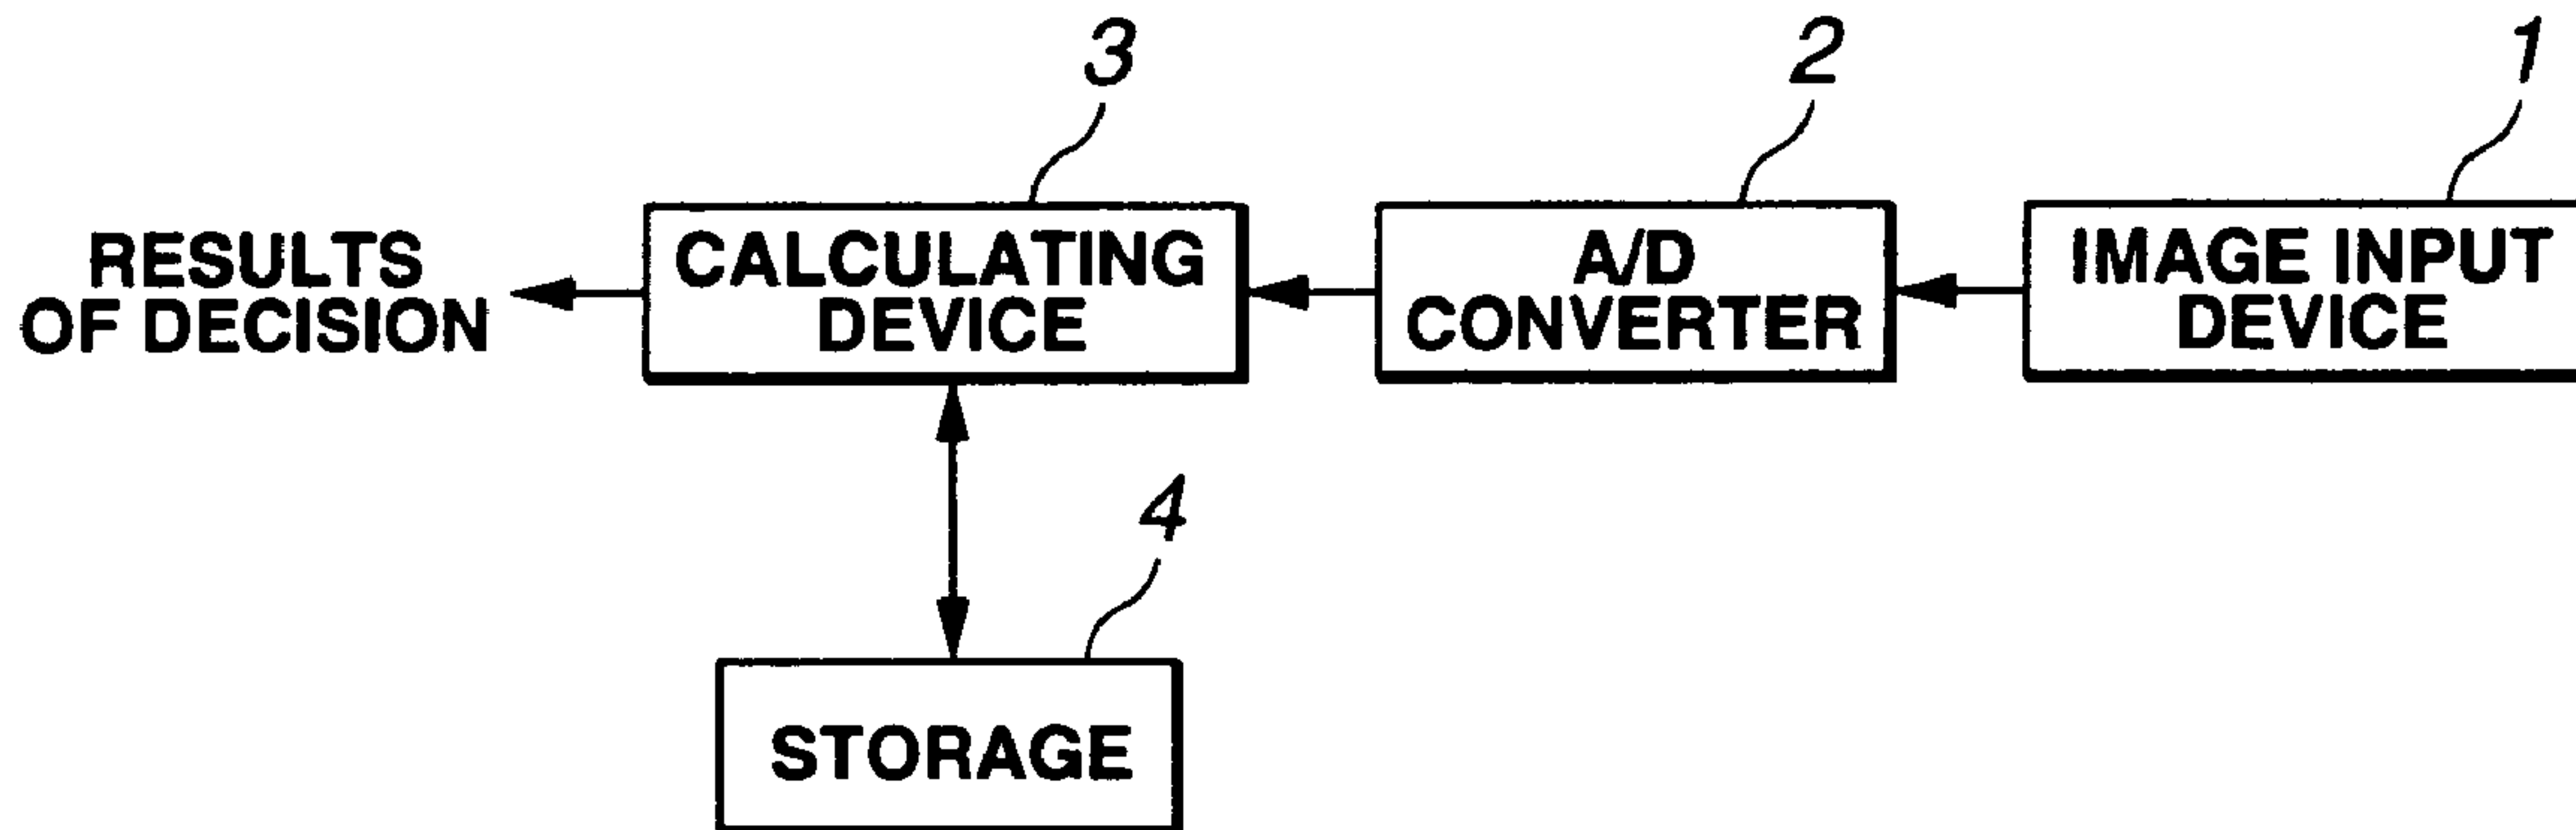 3
2
1
RESULTS
OF DECISION
CALCULATING
DEVICE
A/D
CONVERTER
IMAGE INPUT
DEVICE
4
STORAGE